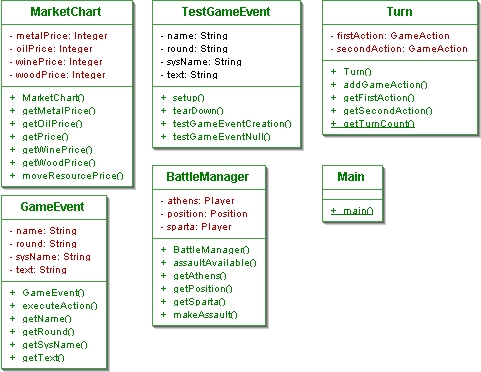 MarketChart
- metalPrice: Integer
- oilPrice: Integer
- winePrice: Integer
- woodPrice: Integer
+ MarketChart()
+ getMetalPrice()
+ getOilPrice()
+ getPrice()
+ getWinePrice()
+ getWoodPrice()
+ moveResourcePrice()
TestGameEvent
- name: String
- round: String
- sysName: String
- text: String
+ setup()
+ tearDown()
+ testGameEventCreation()
+ testGameEventNull()
Turn
- firstAction: GameAction
- secondAction: GameAction
+ Turn()
+ addGameAction()
+ getFirstAction()
+ getSecondAction()
+ getTurnCount()
GameEvent
- name: String
- round: String
- sysName: String
- text: String
+ GameEvent()
+ executeAction()
+ getName()
+ getRound()
+ getSysName()
+ getText()
BattleManager
- athens: Player
- position: Position
- sparta: Player
+ BattleManager()
+ assaultAvailable()
+ getAthens()
+ getPosition()
+ getSparta()
+ makeAssault()
Main
+ main()